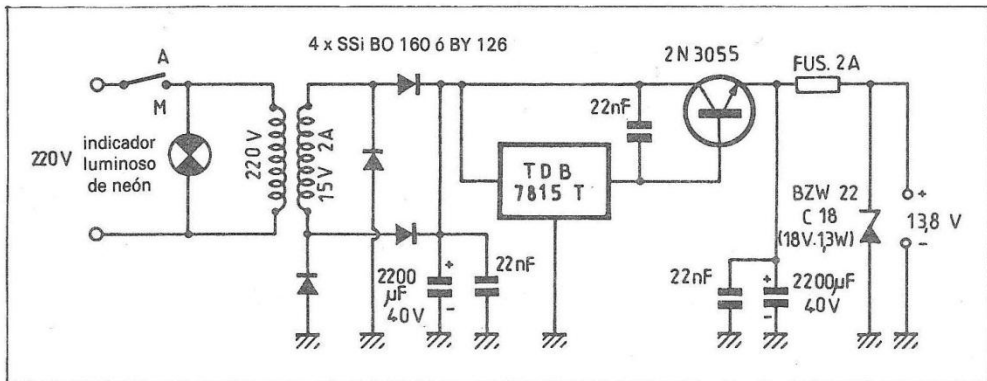 4 x SSi BO 160 ó BY 126
2N 3055
FUS. 2A
A
M
22nF
220V
indicador
luminoso
de neón
220 V
15V 2A
TDB
7815 T
BZW 22
C 18
(18V.1,3W)
+
13,8 V
-
2200
µF
40V
+
-
22nF
22nF
+
-
2200µF
40V